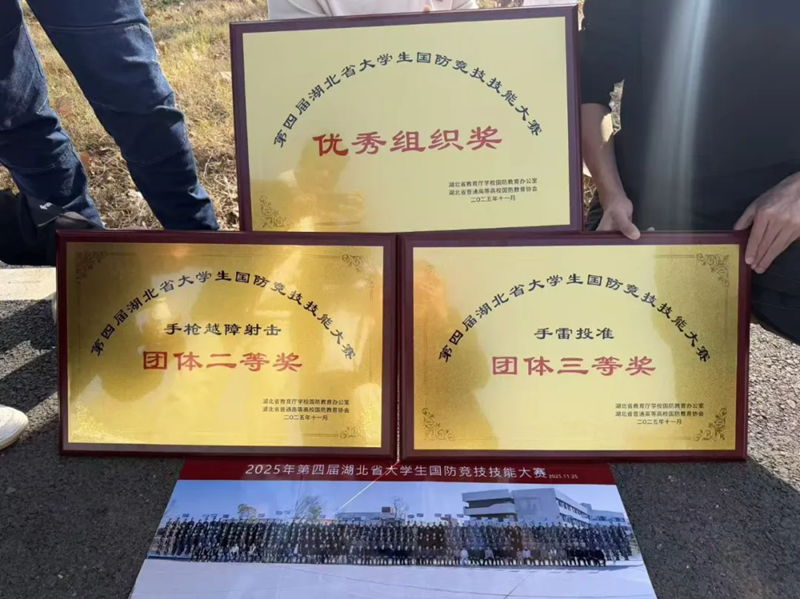 第四届湖北省大学生国防竞技技能大赛
优秀组织奖
湖北省教育厅学校国防教育办公室
湖北省普通高等高校国防教育协会
二〇二五年十一月
第四届湖北省大学生国防竞技技能大赛
手枪越障射击
团体二等奖
湖北省教育厅学校国防教育办公室
湖北省普通高等高校国防教育协会
二〇二五年十一月
第四届湖北省大学生国防竞技技能大赛
手雷投准
团体三等奖
湖北省教育厅学校国防教育办公室
湖北省普通高等高校国防教育协会
二〇二五年十一月
2025年第四届湖北省大学生国防竞技技能大赛 2025.11.25